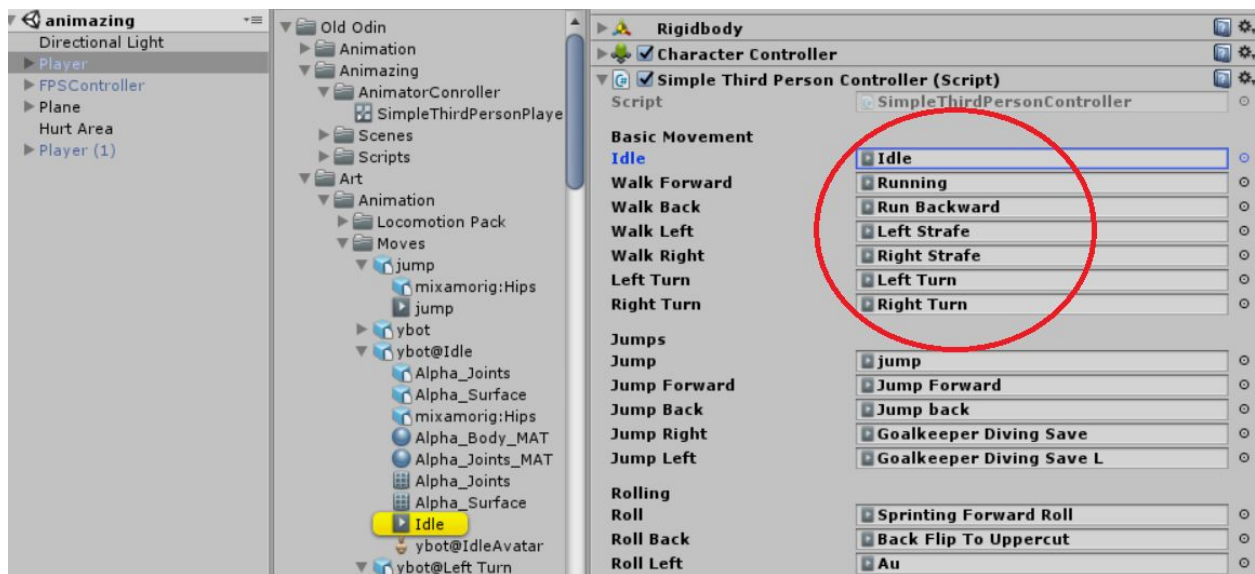 animazing
Directional Light
Player
FPSController
Plane
Hurt Area
Player (1)
Old Odin
Animation
Animazing
AnimatorConroller
SimpleThirdPersonPlaye
Scenes
Scripts
Art
Animation
Locomotion Pack
Moves
jump
mixamorig:Hips
jump
ybot
ybot@Idle
Alpha_Joints
Alpha_Surface
mixamorig:Hips
Alpha_Body_MAT
Alpha_Joints_MAT
Alpha_Joints
Alpha_Surface
Idle
ybot@IdleAvatar
ybot@Left Turn
Rigidbody
Character Controller
Simple Third Person Controller (Script)
Script SimpleThirdPersonController
Basic Movement
Idle Idle
Walk Forward Running
Walk Back Run Backward
Walk Left Left Strafe
Walk Right Right Strafe
Left Turn Left Turn
Right Turn Right Turn
Jumps
Jump jump
Jump Forward Jump Forward
Jump Back Jump back
Jump Right Goalkeeper Diving Save
Jump Left Goalkeeper Diving Save L
Rolling
Roll Sprinting Forward Roll
Roll Back Back Flip To Uppercut
Roll Left Au